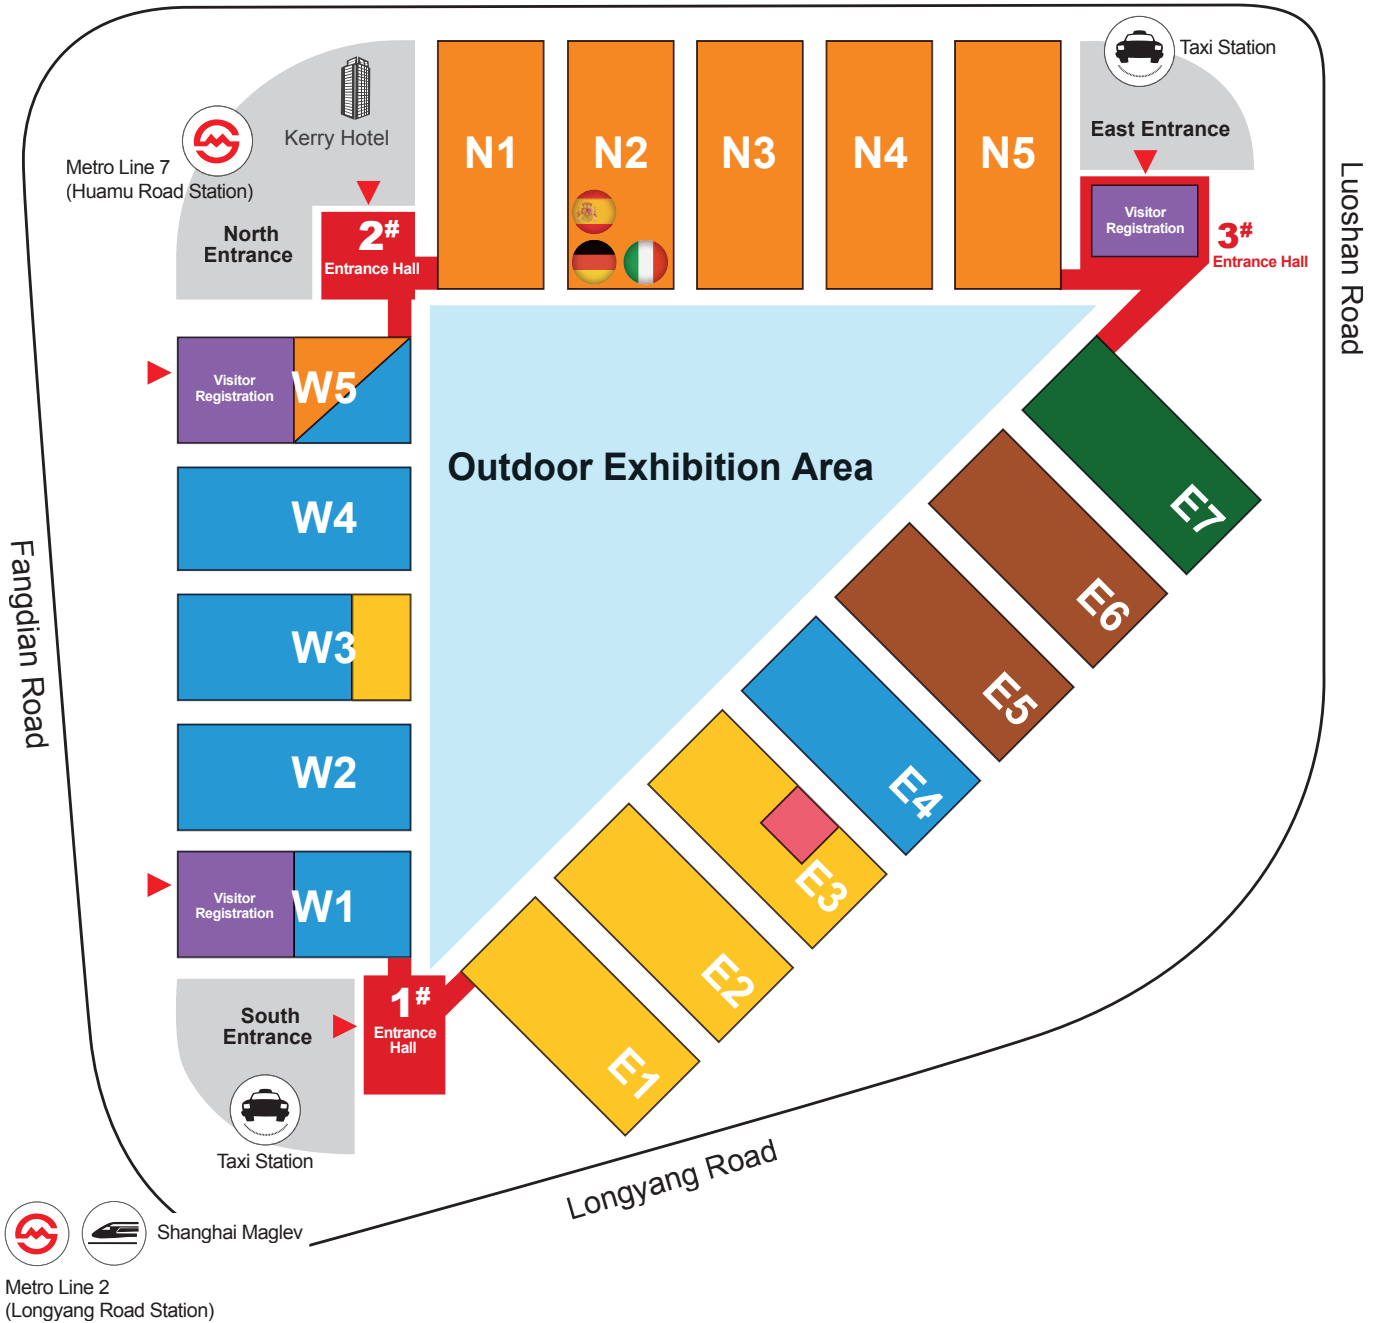 Taxi Station
Kerry Hotel
N1
N2
N3
N4
N5
East Entrance
Metro Line 7
(Huamu Road Station)
North
Entrance
2#
Entrance Hall
Visitor
Registration
3#
Entrance Hall
Luoshan Road
Visitor
Registration
W5
Outdoor Exhibition Area
W4
E7
Fangdian Road
W3
E6
E5
W2
E4
Visitor
Registration
W1
E3
E2
South
Entrance
1#
Entrance
Hall
E1
Taxi Station
Longyang Road
Shanghai Maglev
Metro Line 2
(Longyang Road Station)